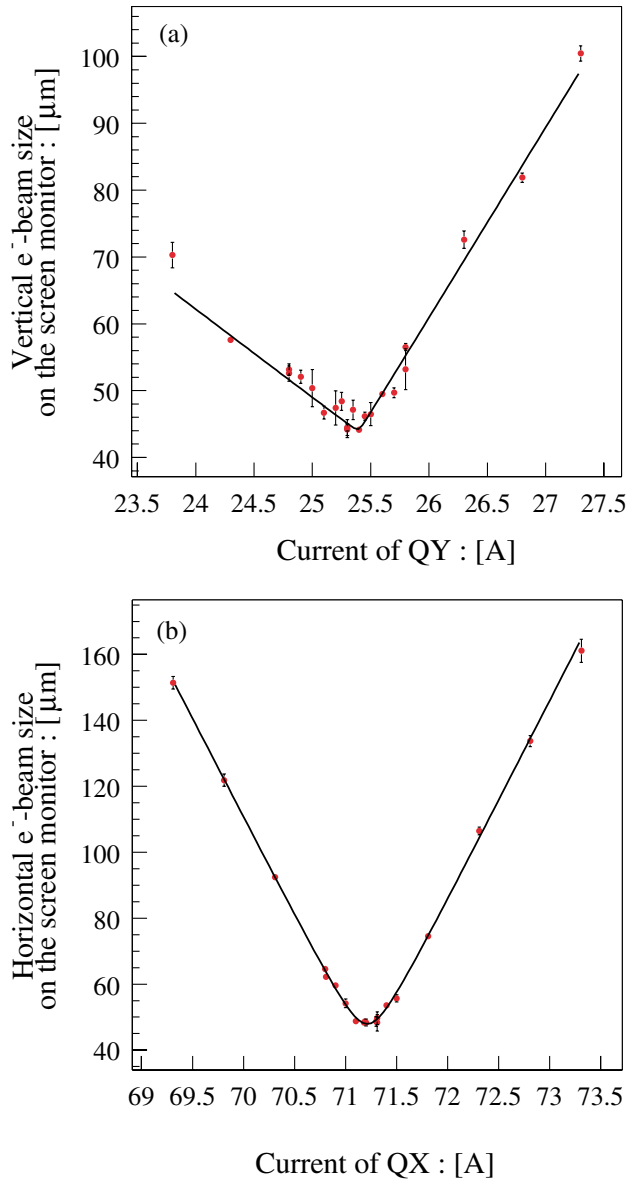 (a)
Vertical e⁻-beam size
on the screen monitor : [μm]
100
90
80
70
60
50
40
23.5 24 24.5 25 25.5 26 26.5 27 27.5
Current of QY : [A]
(b)
Horizontal e⁻-beam size
on the screen monitor : [μm]
160
140
120
100
80
60
40
69 69.5 70 70.5 71 71.5 72 72.5 73 73.5
Current of QX : [A]